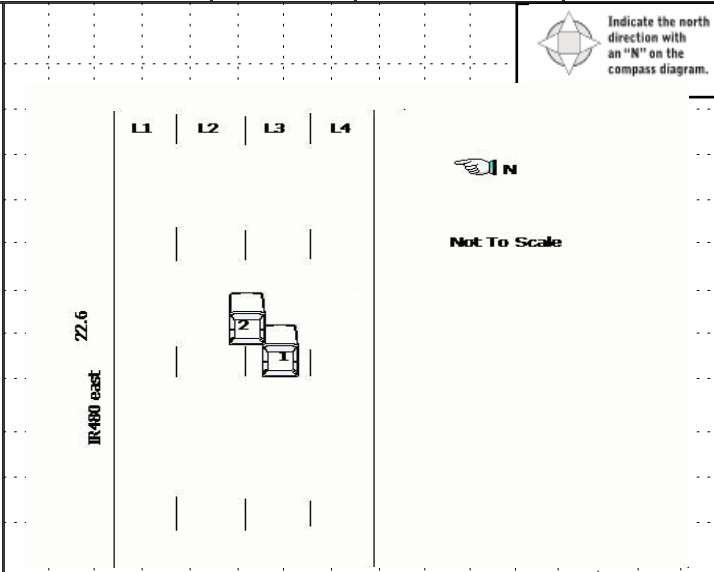 Indicate the north
direction with
an "N" on the
compass diagram.
L1 L2 L3 L4
N
Not To Scale
22.6
IR480 east
2
1